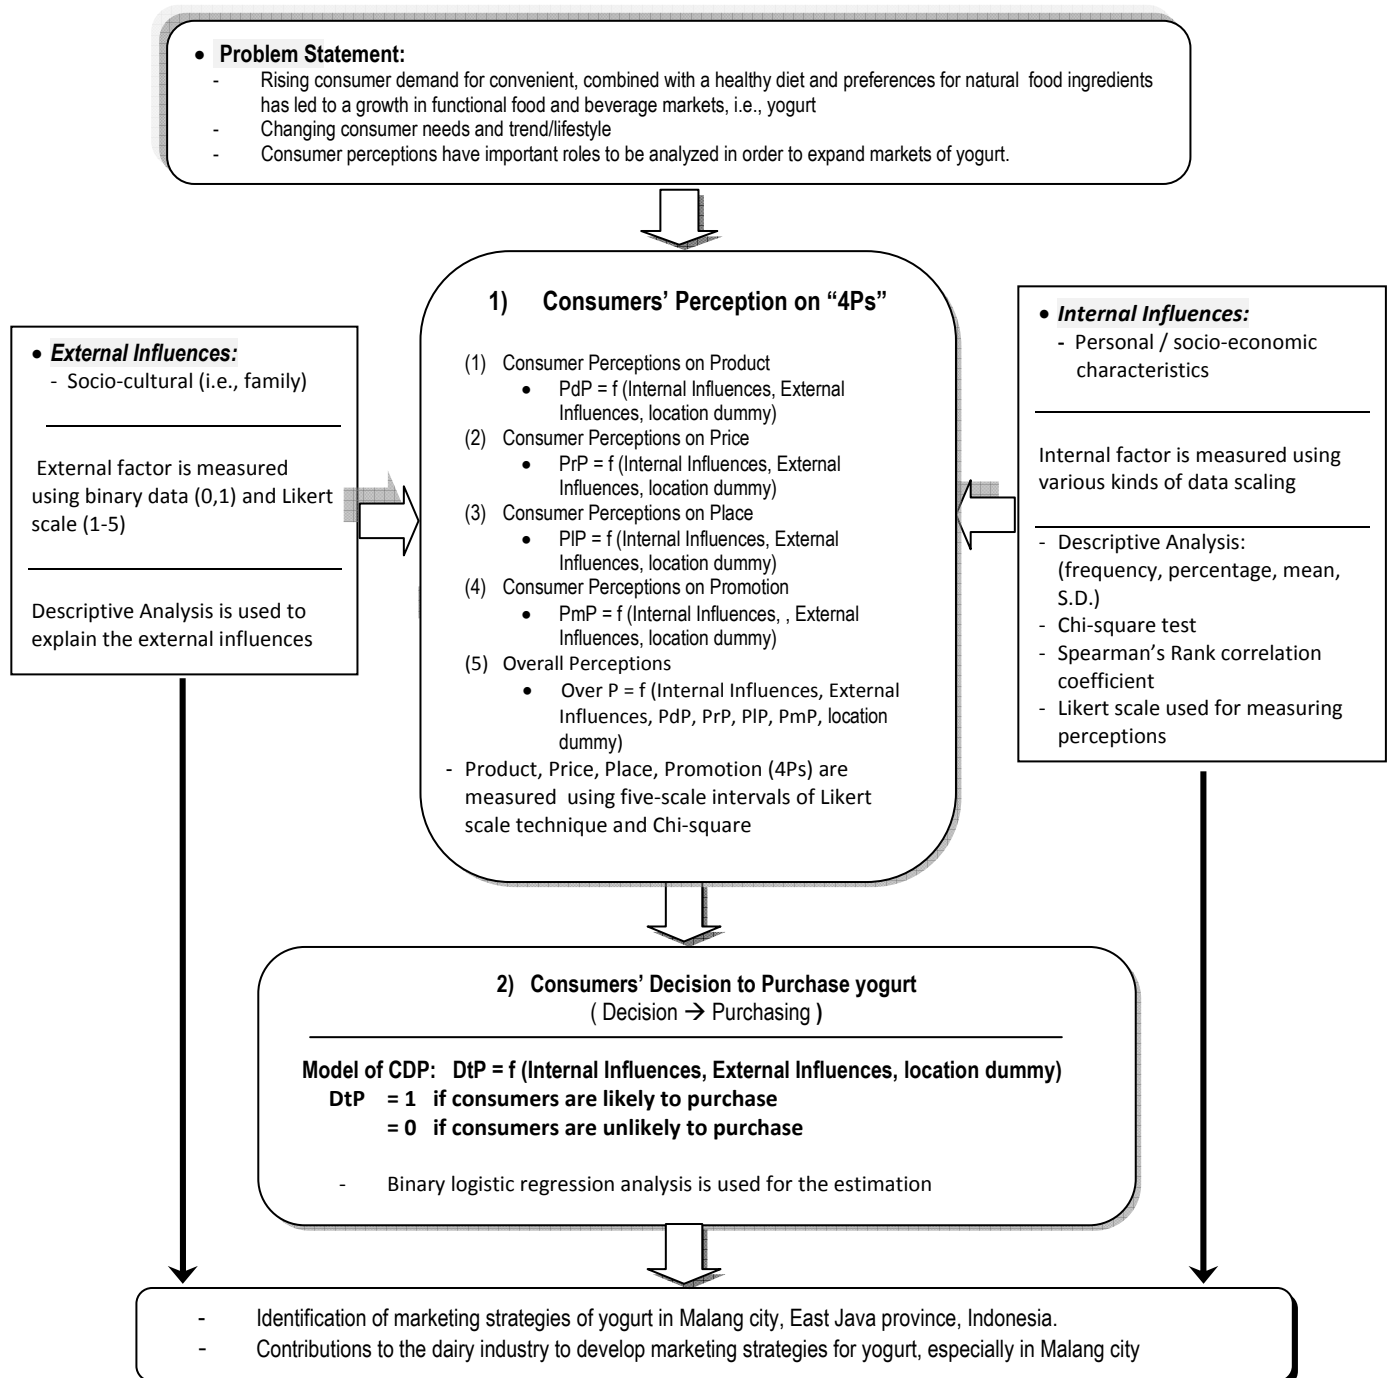 • Problem Statement:
- Rising consumer demand for convenient, combined with a healthy diet and preferences for natural food ingredients
has led to a growth in functional food and beverage markets, i.e., yogurt
- Changing consumer needs and trend/lifestyle
- Consumer perceptions have important roles to be analyzed in order to expand markets of yogurt.
• External Influences:
- Socio-cultural (i.e., family)
External factor is measured
using binary data (0,1) and Likert
scale (1-5)
Descriptive Analysis is used to
explain the external influences
1) Consumers’ Perception on “4Ps”
(1) Consumer Perceptions on Product
• PdP = f (Internal Influences, External
Influences, location dummy)
(2) Consumer Perceptions on Price
• PrP = f (Internal Influences, External
Influences, location dummy)
(3) Consumer Perceptions on Place
• PlP = f (Internal Influences, External
Influences, location dummy)
(4) Consumer Perceptions on Promotion
• PmP = f (Internal Influences, , External
Influences, location dummy)
(5) Overall Perceptions
• Over P = f (Internal Influences, External
Influences, PdP, PrP, PlP, PmP, location
dummy)
- Product, Price, Place, Promotion (4Ps) are
measured using five-scale intervals of Likert
scale technique and Chi-square
• Internal Influences:
- Personal / socio-economic
characteristics
Internal factor is measured using
various kinds of data scaling
- Descriptive Analysis:
(frequency, percentage, mean,
S.D.)
- Chi-square test
- Spearman’s Rank correlation
coefficient
- Likert scale used for measuring
perceptions
2) Consumers’ Decision to Purchase yogurt
( Decision → Purchasing )
Model of CDP: DtP = f (Internal Influences, External Influences, location dummy)
DtP = 1 if consumers are likely to purchase
= 0 if consumers are unlikely to purchase
- Binary logistic regression analysis is used for the estimation
- Identification of marketing strategies of yogurt in Malang city, East Java province, Indonesia.
- Contributions to the dairy industry to develop marketing strategies for yogurt, especially in Malang city